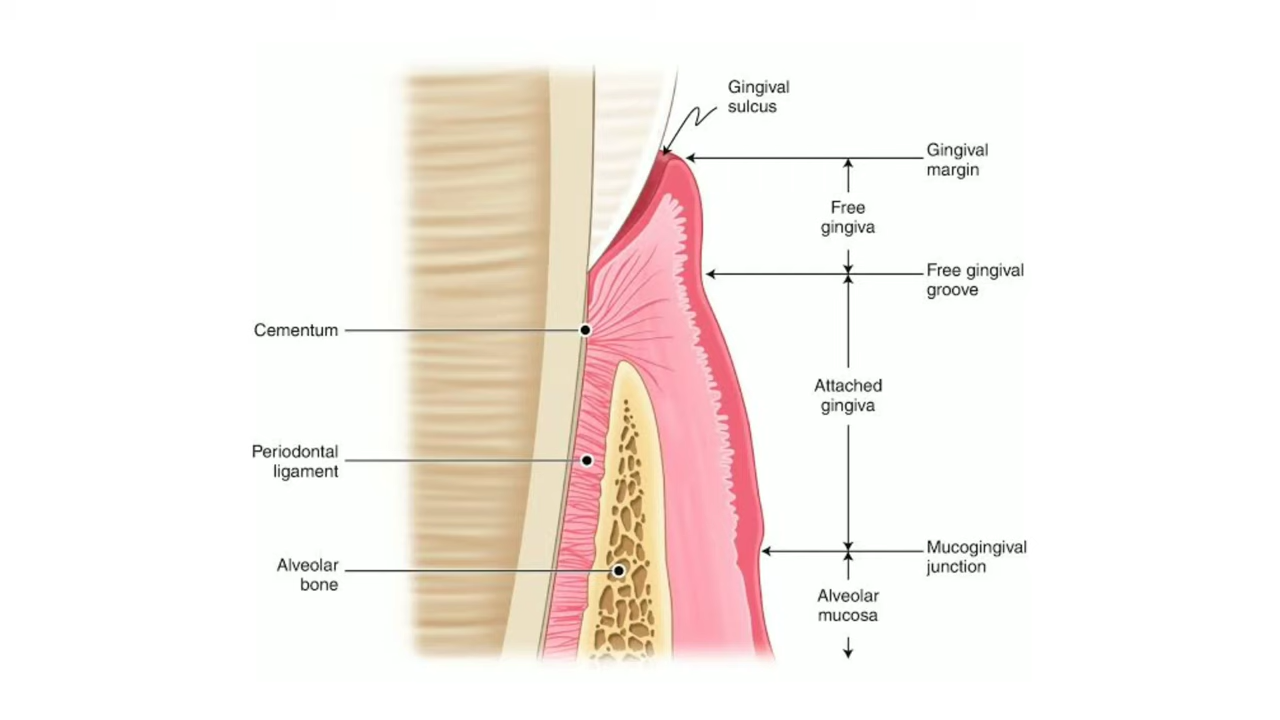 Gingival
sulcus
Gingival
margin
Free
gingiva
Free gingival
groove
Cementum
Attached
gingiva
Periodontal
ligament
Mucogingival
junction
Alveolar
bone
Alveolar
mucosa